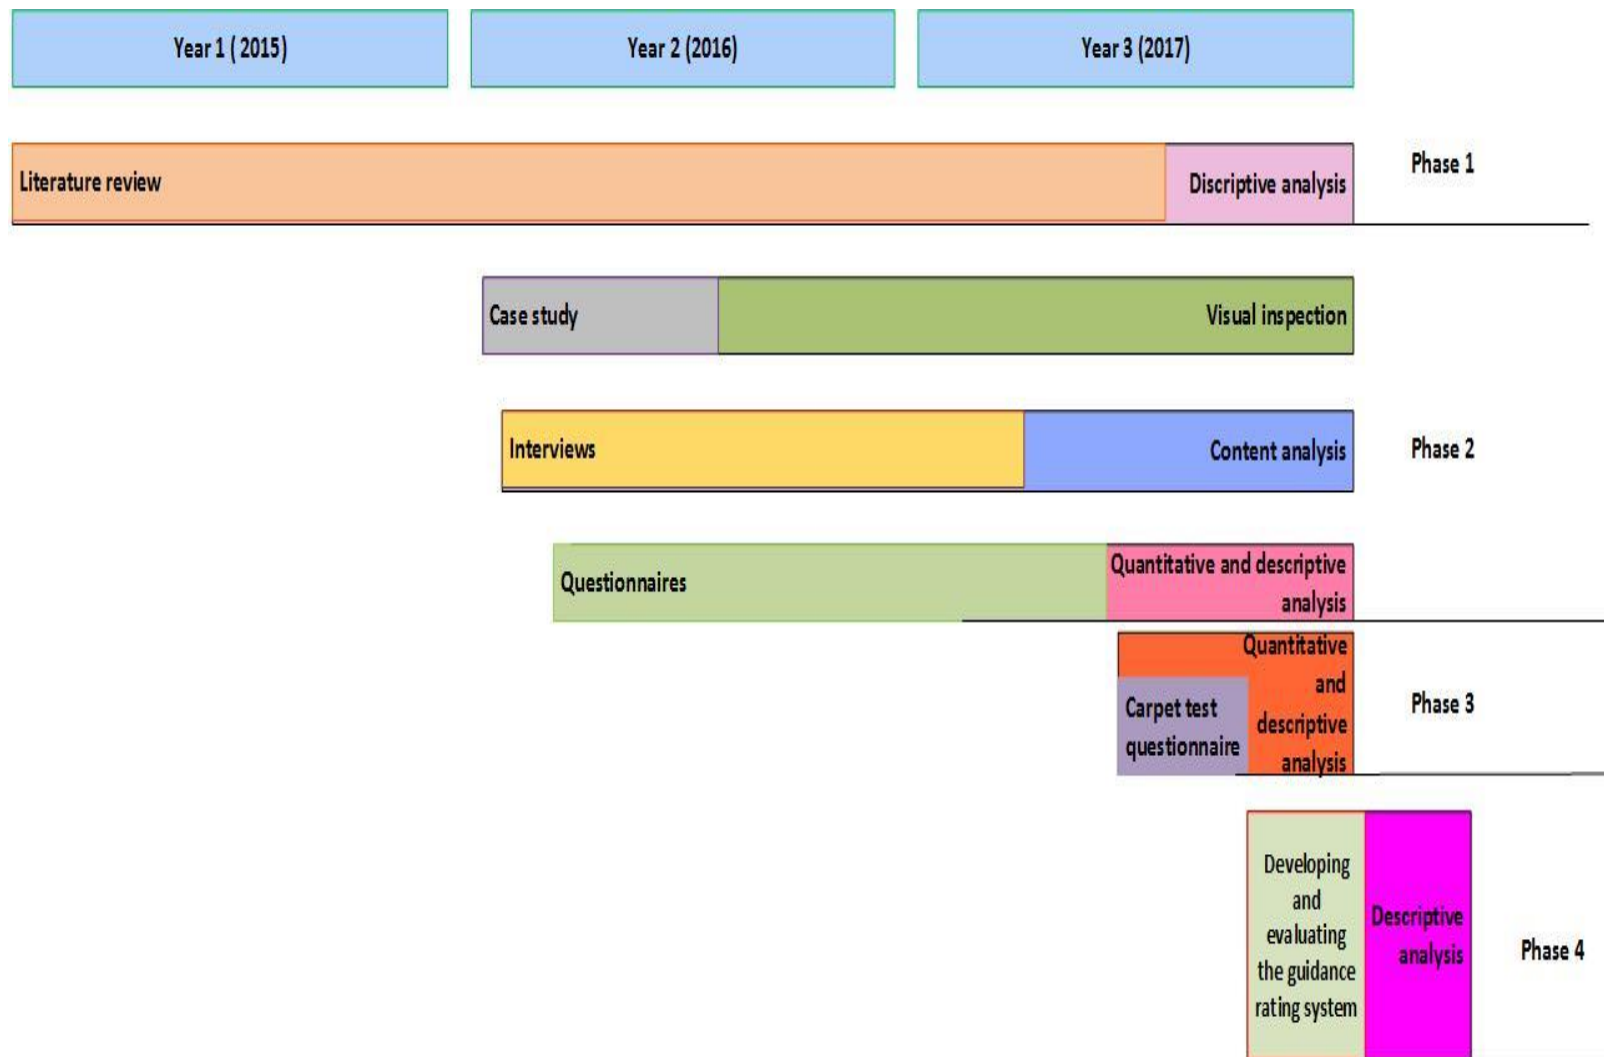 Year 1 ( 2015)
Year 2 (2016)
Year 3 (2017)
Literature review
Discriptive analysis
Phase 1
Case study
Visual inspection
Interviews
Content analysis
Phase 2
Questionnaires
Quantitative and descriptive
analysis
Quantitative
and
descriptive
analysis
Carpet test
questionnaire
Phase 3
Developing
and
evaluating
the guidance
rating system
Descriptive
analysis
Phase 4